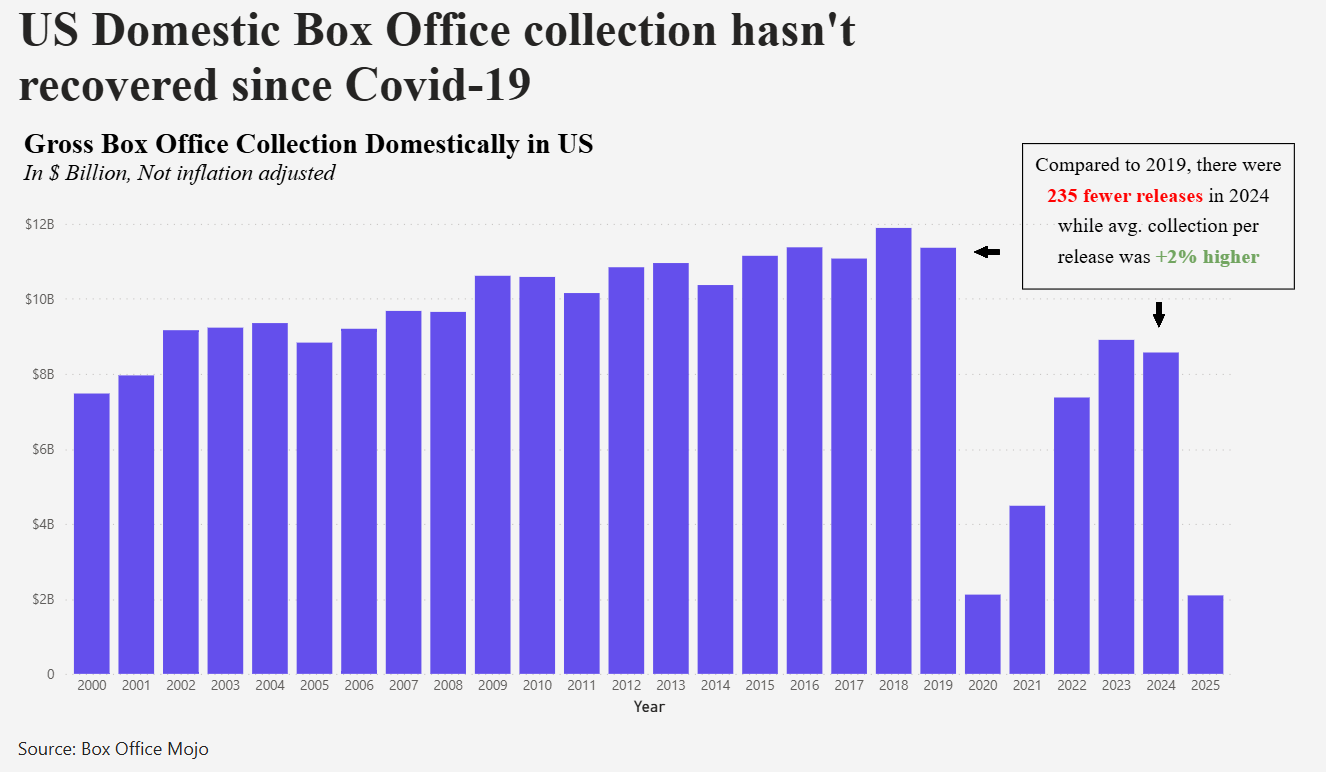 US Domestic Box Office collection hasn't
recovered since Covid-19
Gross Box Office Collection Domestically in US
In $ Billion, Not inflation adjusted
Compared to 2019, there were
235 fewer releases in 2024
while avg. collection per
release was +2% higher
$12B
$10B
$8B
$6B
$4B
$2B
0
2000 2001 2002 2003 2004 2005 2006 2007 2008 2009 2010 2011 2012 2013 2014 2015 2016 2017 2018 2019 2020 2021 2022 2023 2024 2025
Year
Source: Box Office Mojo